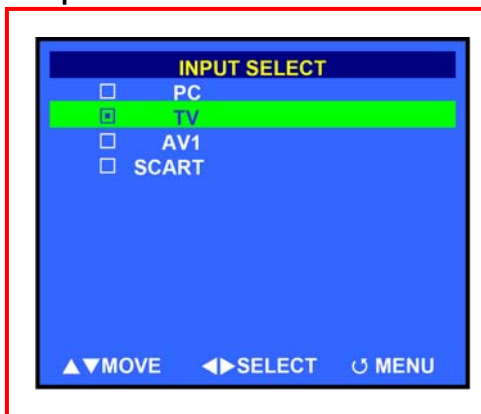 INPUT SELECT
PC
TV
AV1
SCART
▲▼MOVE ◀▶SELECT ↺ MENU